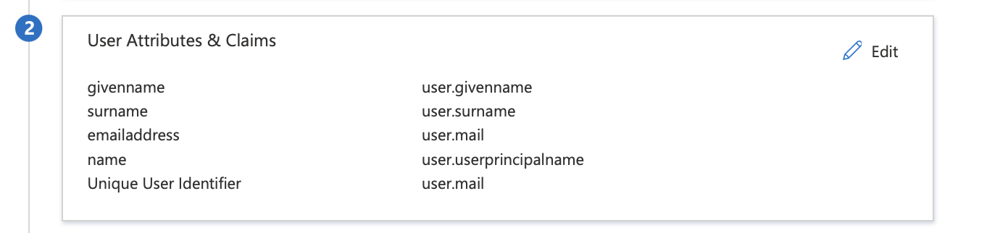 2
User Attributes & Claims
Edit
givenname user.givenname
surname user.surname
emailaddress user.mail
name user.userprincipalname
Unique User Identifier user.mail